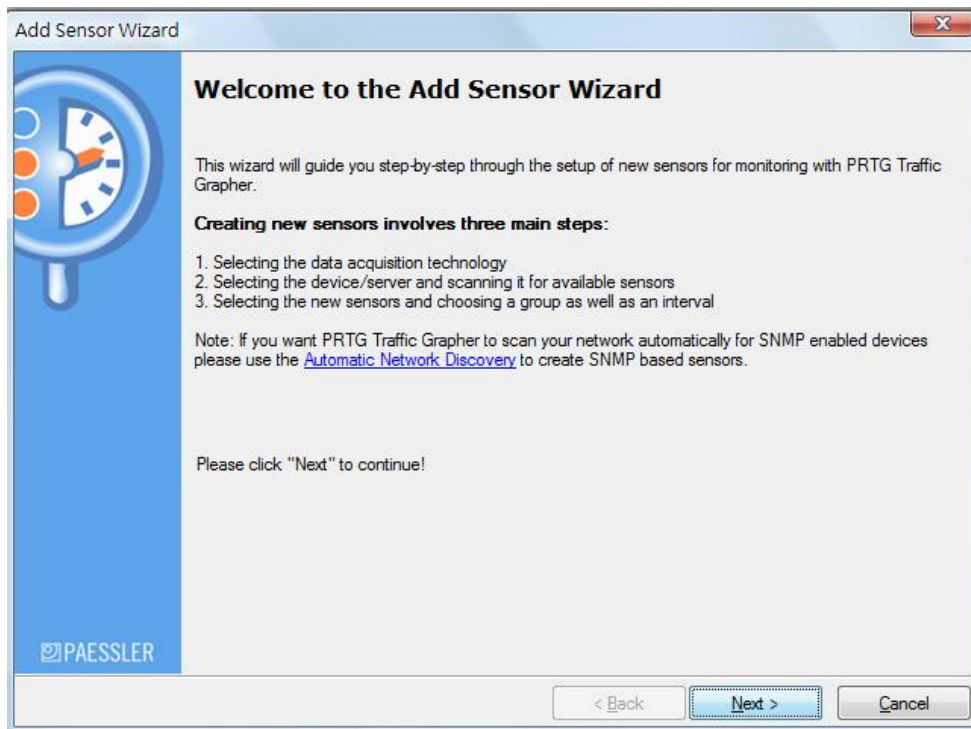 Add Sensor Wizard
Welcome to the Add Sensor Wizard
This wizard will guide you step-by-step through the setup of new sensors for monitoring with PRTG Traffic
Grapher.
Creating new sensors involves three main steps:
1. Selecting the data acquisition technology
2. Selecting the device/server and scanning it for available sensors
3. Selecting the new sensors and choosing a group as well as an interval
Note: If you want PRTG Traffic Grapher to scan your network automatically for SNMP enabled devices
please use the Automatic Network Discovery to create SNMP based sensors.
Please click "Next" to continue!
PAESSLER
< Back
Next >
Cancel